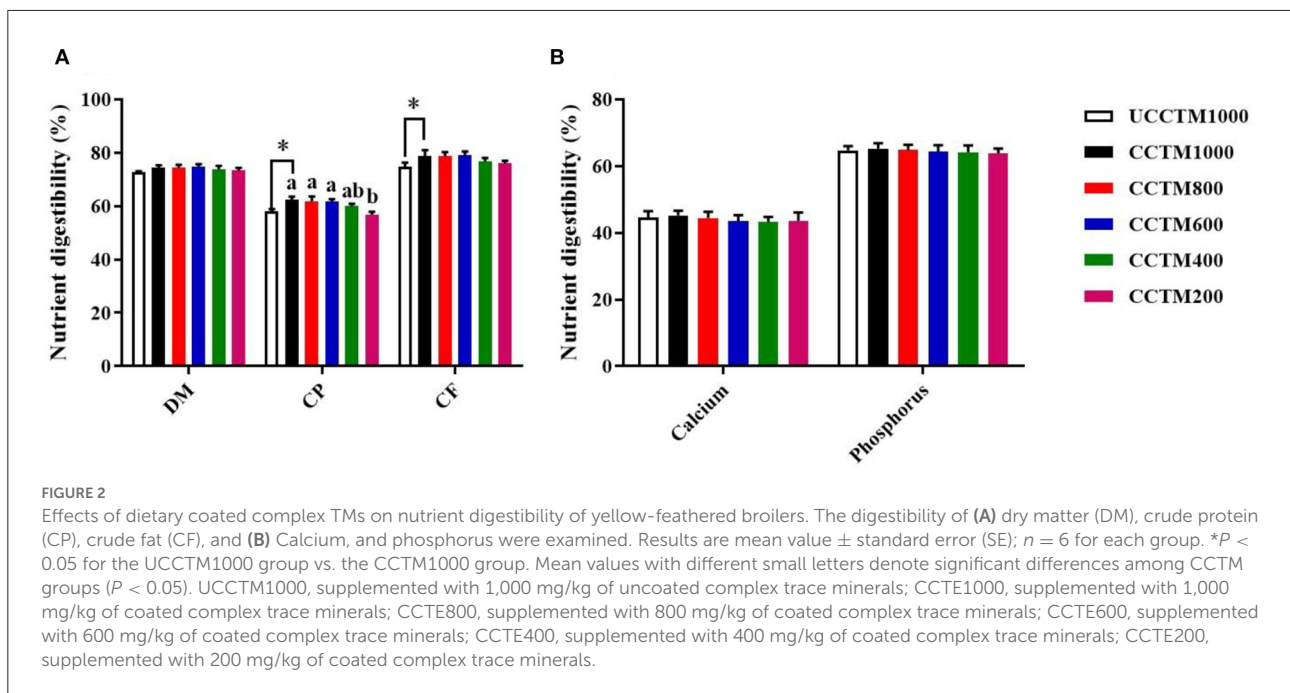 A
B
Nutrient digestibility (%)
100
80
60
40
20
0
*
a
a
a
ab
b
*
DM
CP
CF
Nutrient digestibility (%)
80
60
40
20
0
Calcium
Phosphorus
UCCTM1000
CCTM1000
CCTM800
CCTM600
CCTM400
CCTM200
FIGURE 2
Effects of dietary coated complex TMs on nutrient digestibility of yellow-feathered broilers. The digestibility of (A) dry matter (DM), crude protein
(CP), crude fat (CF), and (B) Calcium, and phosphorus were examined. Results are mean value ± standard error (SE); n = 6 for each group. *P <
0.05 for the UCCTM1000 group vs. the CCTM1000 group. Mean values with different small letters denote significant differences among CCTM
groups (P < 0.05). UCCTM1000, supplemented with 1,000 mg/kg of uncoated complex trace minerals; CCTE1000, supplemented with 1,000
mg/kg of coated complex trace minerals; CCTE800, supplemented with 800 mg/kg of coated complex trace minerals; CCTE600, supplemented
with 600 mg/kg of coated complex trace minerals; CCTE400, supplemented with 400 mg/kg of coated complex trace minerals; CCTE200,
supplemented with 200 mg/kg of coated complex trace minerals.